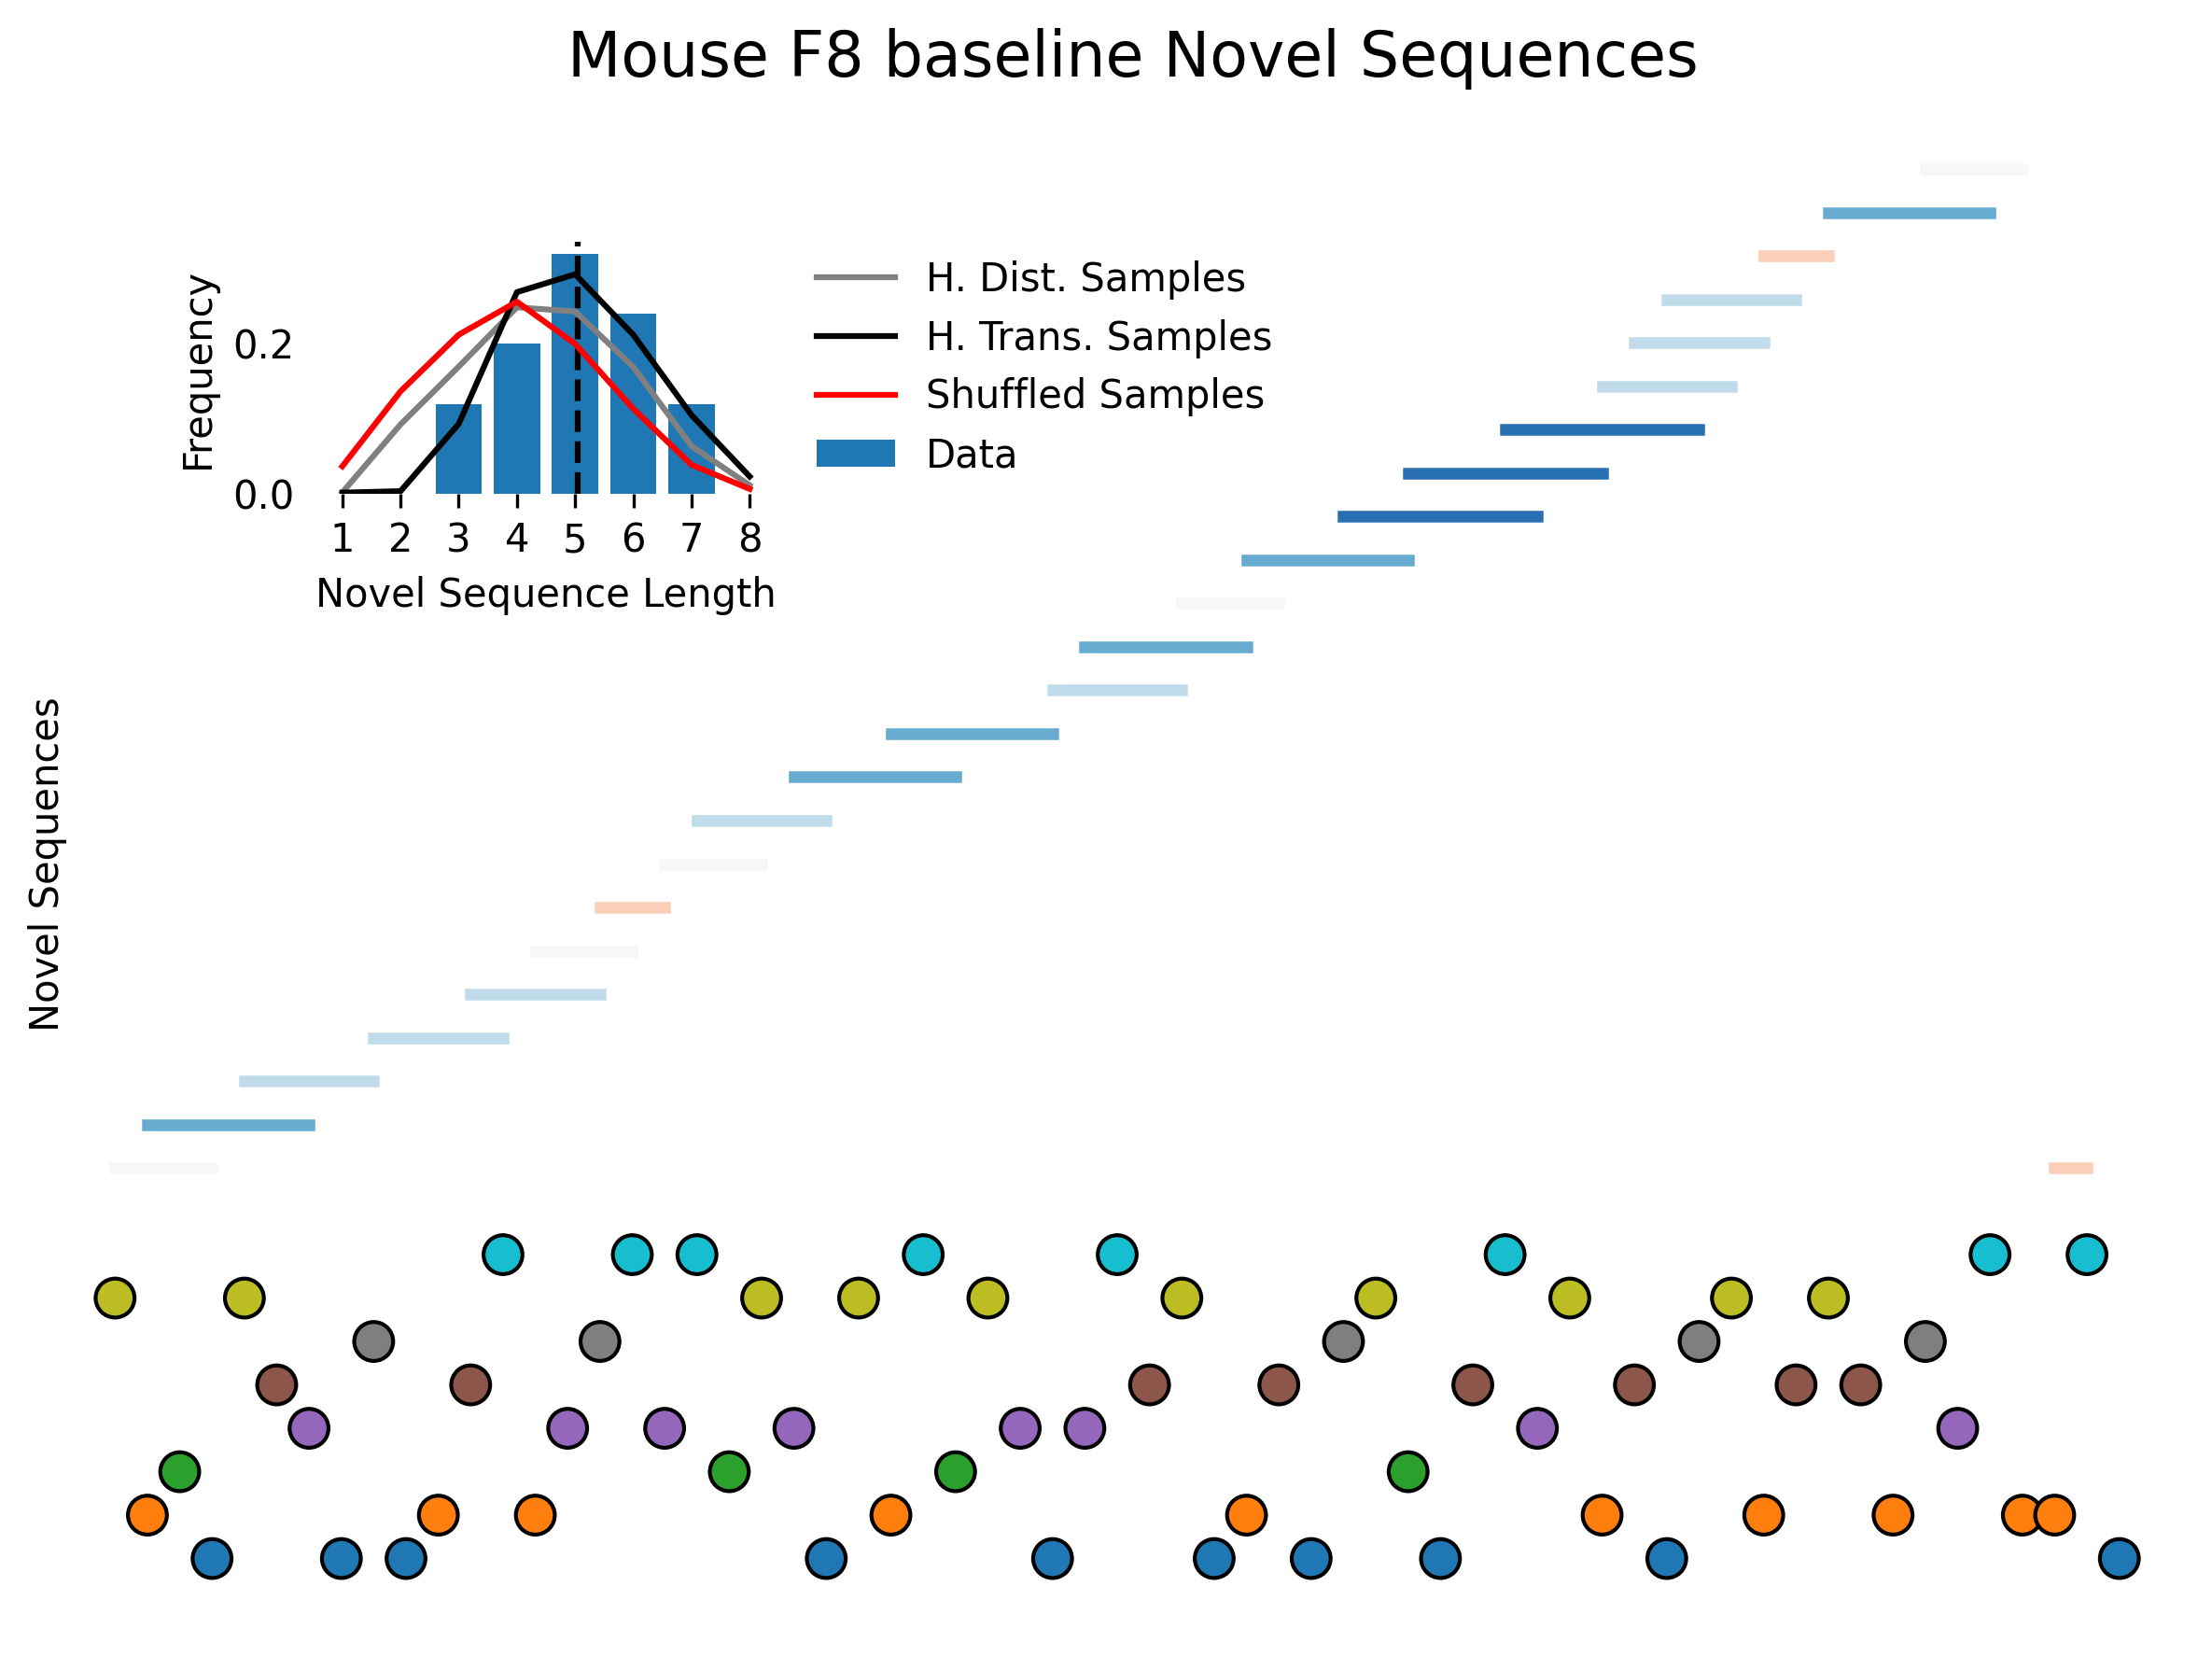 Mouse F8 baseline Novel Sequences
Frequency
0.2
0.0
1 2 3 4 5 6 7 8
Novel Sequence Length
H. Dist. Samples
H. Trans. Samples
Shuffled Samples
Data
Novel Sequences